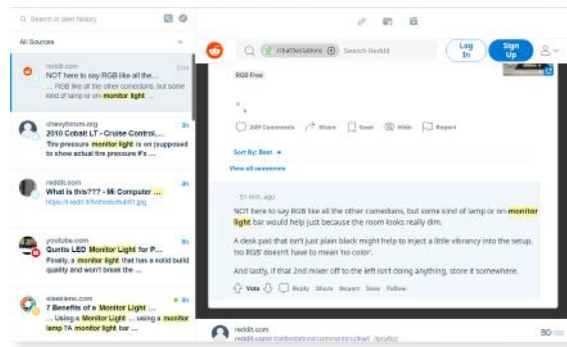 Search in alert history
All Sources
reddit.com
NOT here to say RGB like all the...
... RGB like all the other comedians, but some
kind of lamp or on-monitor light ...
chevyforum.org
3h
2010 Cobalt LT - Cruise Control,...
Tire pressure monitor light is on (supposed
to show actual tire pressure #'s ...
reddit.com
What is this??? - Mi Computer ...
youtube.com
Quntis LED Monitor Light for P...
Finally, a monitor light that has a solid build
quality and won't break the ...
7 Benefits of a Monitor Light ...
... Using a Monitor Light ... using a monitor
lamp ?A monitor light bar ...
r/battlestations
Search Reddit
Log In
Sign Up
RGB Free
Comments
Share
Save
Hide
Report
Sort By: Best
View all comments
· 51 min. ago
NOT here to say RGB like all the other comedians, but some kind of lamp or on-monitor
light bar would help just because the room looks really dim.
A desk pad that isn't just plain black might help to inject a little vibrancy into the setup,
'no RGB' doesn't have to mean 'no color'.
And lastly, if that 2nd mixer off to the left isn't doing anything, store it somewhere.
Vote
Reply Share Report Save Follow
reddit.com
80/100